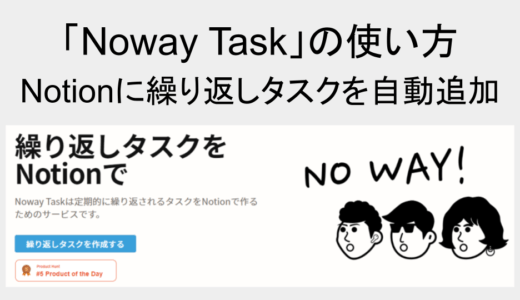 「Noway Task」の使い方
Notionに繰り返しタスクを自動追加
繰り返しタスクを
Notionで
Noway Taskは定期的に繰り返されるタスクをNotionで作る
ためのサービスです。
繰り返しタスクを作成する
Product Hunt
#5 Product of the Day
NO WAY!